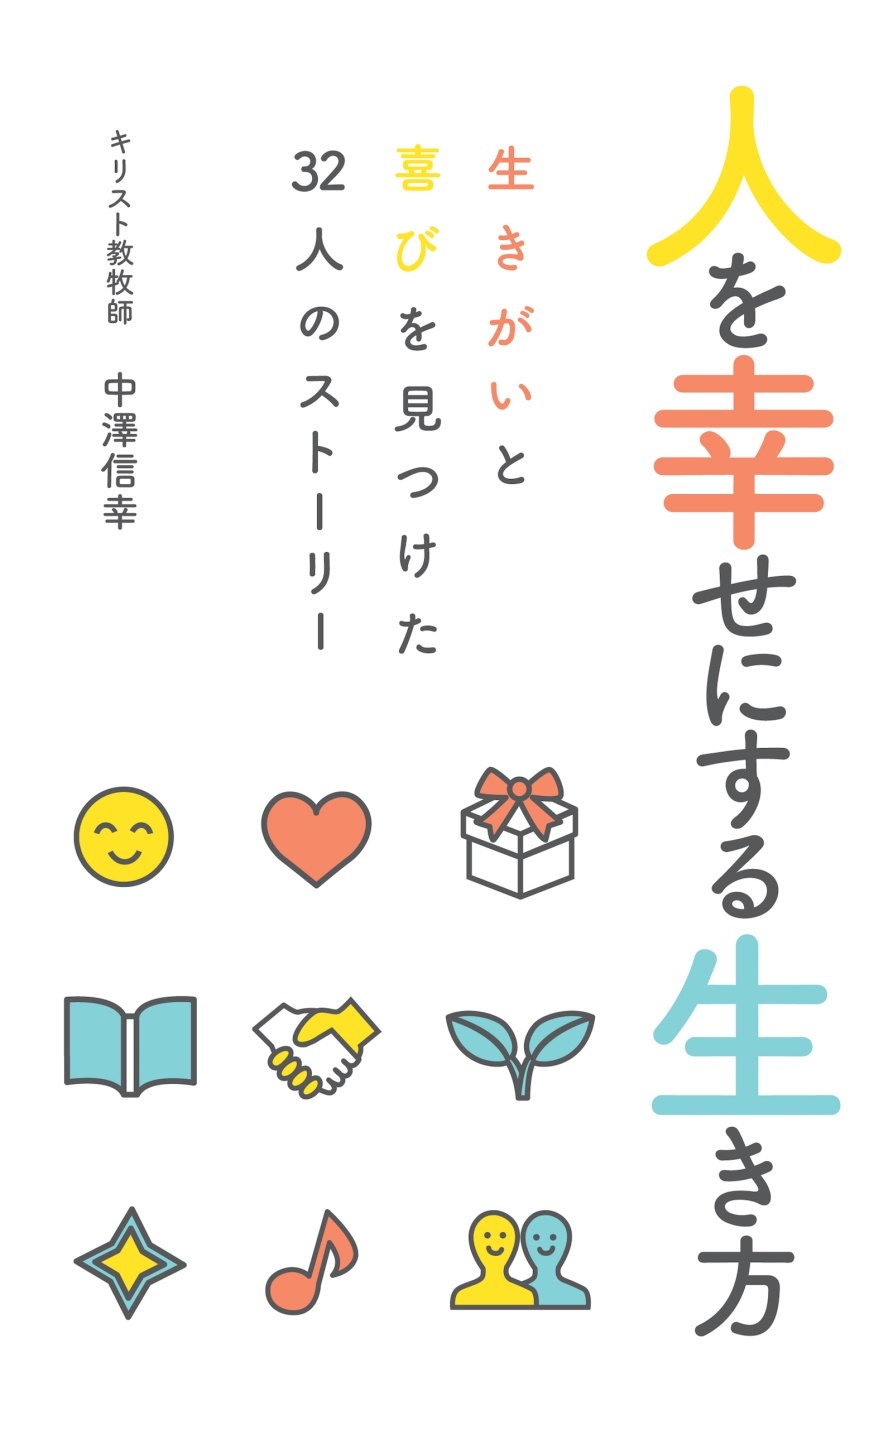 人を幸せにする生き方
生きがいと
喜びを見つけた
32人のストーリー
キリスト教牧師 中澤信幸